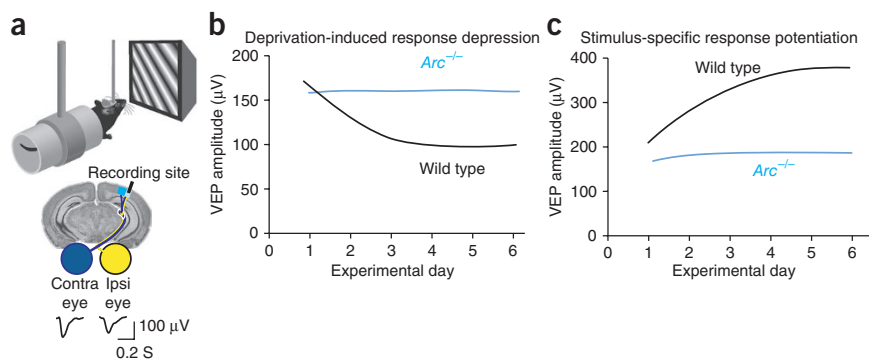 a
Recording site
Contra
eye
Ipsi
eye
100 μV
0.2 S
b
Deprivation-induced response depression
Arc–/–
Wild type
VEP amplitude (μV)
200
150
100
50
0
0 1 2 3 4 5 6
Experimental day
c
Stimulus-specific response potentiation
Wild type
Arc–/–
VEP amplitude (μV)
400
300
200
100
0
0 1 2 3 4 5 6
Experimental day